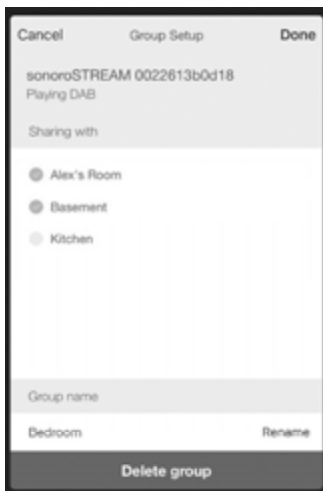 Cancel Group Setup Done
sonoroSTREAM 0022613b0d18
Playing DAB
Sharing with
Alex's Room
Basement
Kitchen
Group name
Bedroom Rename
Delete group